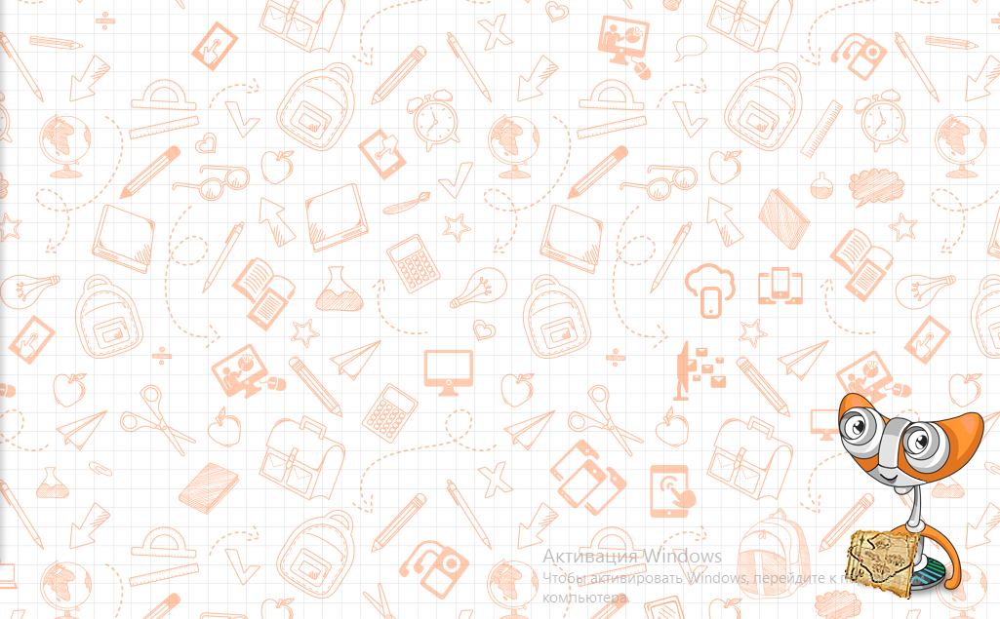 Активация Windows
Чтобы активировать Windows, перейдите к
компьютера.